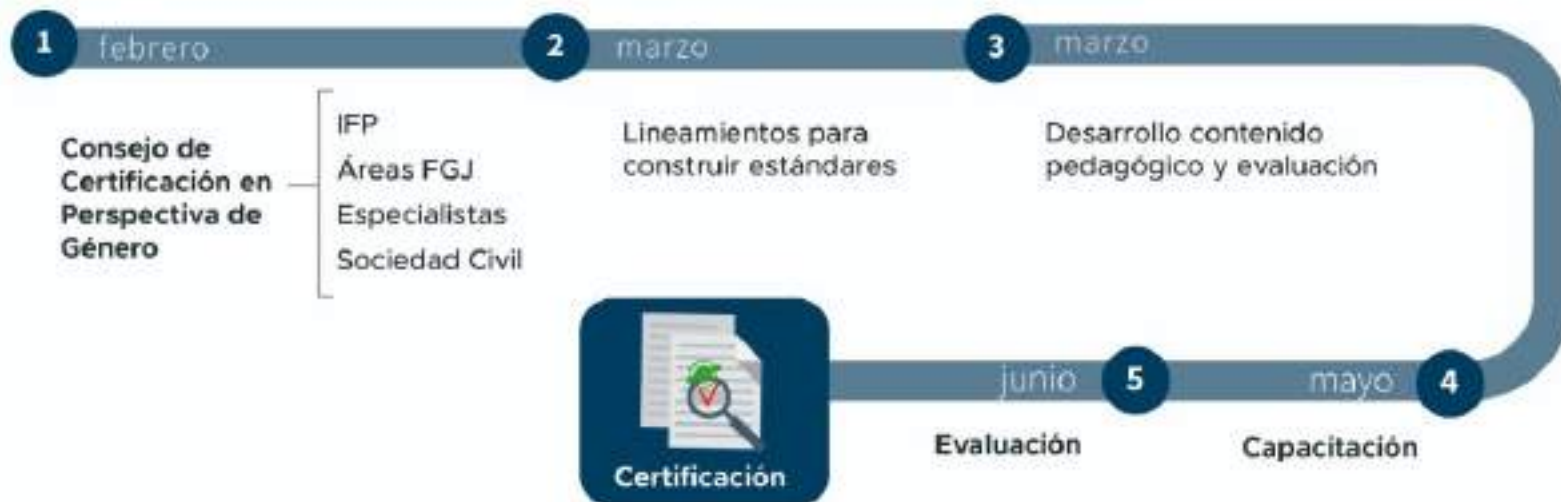 1 febrero
2 marzo
3 marzo
Consejo de
Certificación en
Perspectiva de
Género
IFP
Áreas FGJ
Especialistas
Sociedad Civil
Lineamientos para
construir estándares
Desarrollo contenido
pedagógico y evaluación
mayo 4
Capacitación
junio 5
Evaluación
Certificación